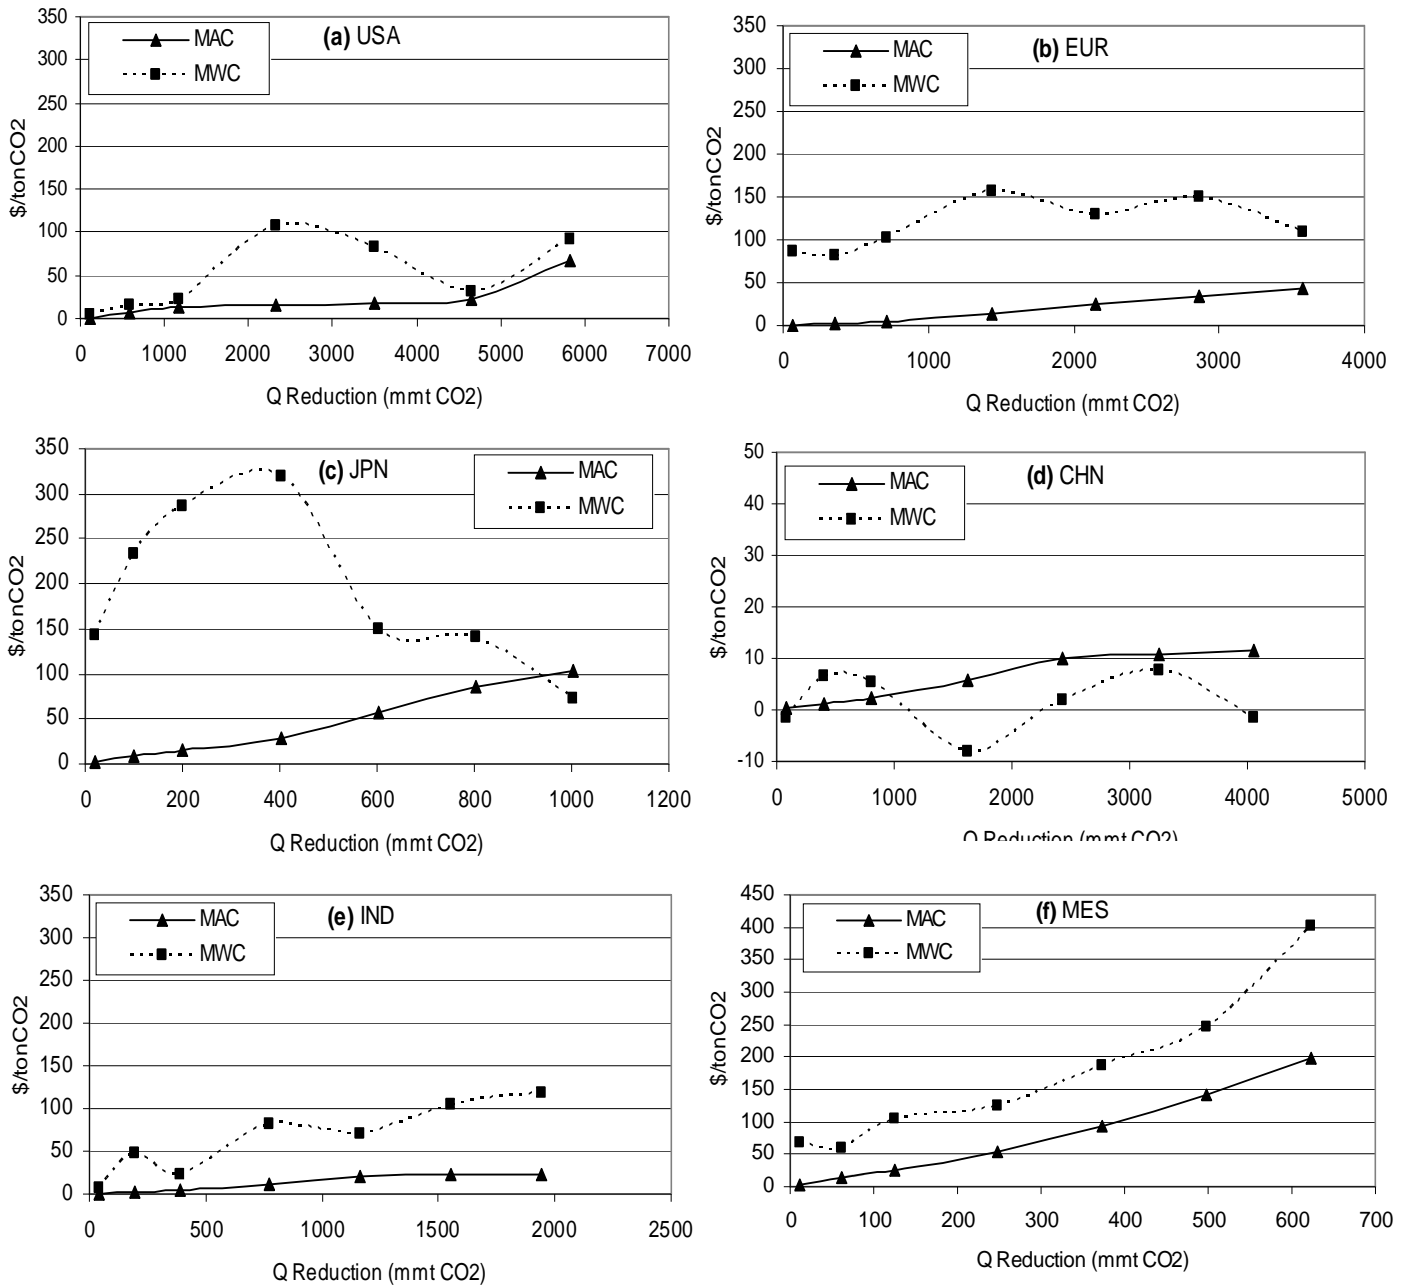 (a) USA
MAC
MWC
350
300
250
200
150
100
50
0
$/tonCO2
0 1000 2000 3000 4000 5000 6000 7000
Q Reduction (mmt CO2)
(b) EUR
MAC
MWC
350
300
250
200
150
100
50
0
$/tonCO2
0 1000 2000 3000 4000
Q Reduction (mmt CO2)
(c) JPN
MAC
MWC
350
300
250
200
150
100
50
0
$/tonCO2
0 200 400 600 800 1000 1200
Q Reduction (mmt CO2)
(d) CHN
MAC
MWC
50
40
30
20
10
0
-10
$/tonCO2
0 1000 2000 3000 4000 5000
Q Reduction (mmt CO2)
(e) IND
MAC
MWC
350
300
250
200
150
100
50
0
$/tonCO2
0 500 1000 1500 2000 2500
Q Reduction (mmt CO2)
(f) MES
MAC
MWC
450
400
350
300
250
200
150
100
50
0
$/tonCO2
0 100 200 300 400 500 600 700
Q Reduction (mmt CO2)